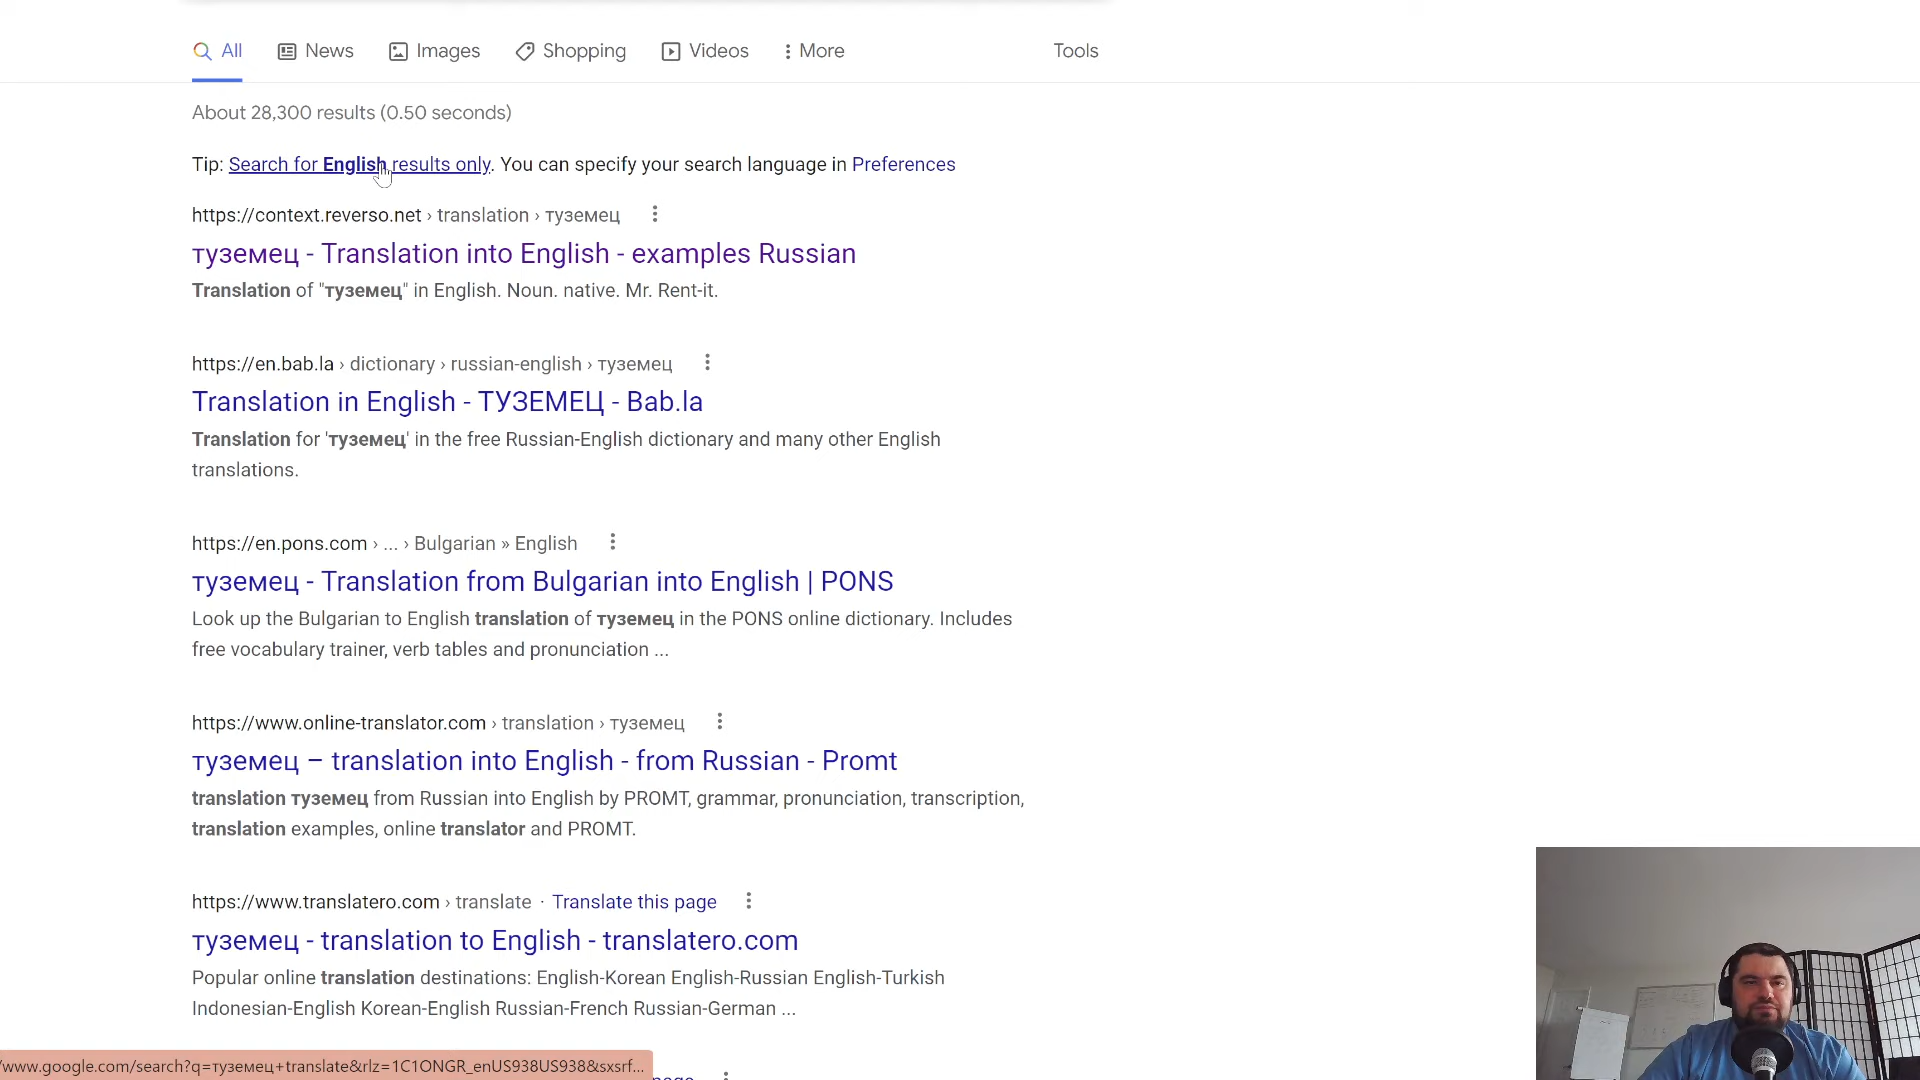 All News Images Shopping Videos More Tools
About 28,300 results (0.50 seconds)
Tip: Search for English results only. You can specify your search language in Preferences
https://context.reverso.net › translation › туземец
туземец - Translation into English - examples Russian
Translation of "туземец" in English. Noun. native. Mr. Rent-it.
https://en.bab.la › dictionary › russian-english › туземец
Translation in English - ТУЗЕМЕЦ - Bab.la
Translation for 'туземец' in the free Russian-English dictionary and many other English
translations.
https://en.pons.com › ... › Bulgarian » English
туземец - Translation from Bulgarian into English | PONS
Look up the Bulgarian to English translation of туземец in the PONS online dictionary. Includes
free vocabulary trainer, verb tables and pronunciation ...
https://www.online-translator.com › translation › туземец
туземец – translation into English - from Russian - Promt
translation туземец from Russian into English by PROMT, grammar, pronunciation, transcription,
translation examples, online translator and PROMT.
https://www.translatero.com › translate · Translate this page
туземец - translation to English - translatero.com
Popular online translation destinations: English-Korean English-Russian English-Turkish
Indonesian-English Korean-English Russian-French Russian-German ...
/www.google.com/search?q=туземец+translate&rlz=1C1ONGR_enUS938US938&sxsrf...